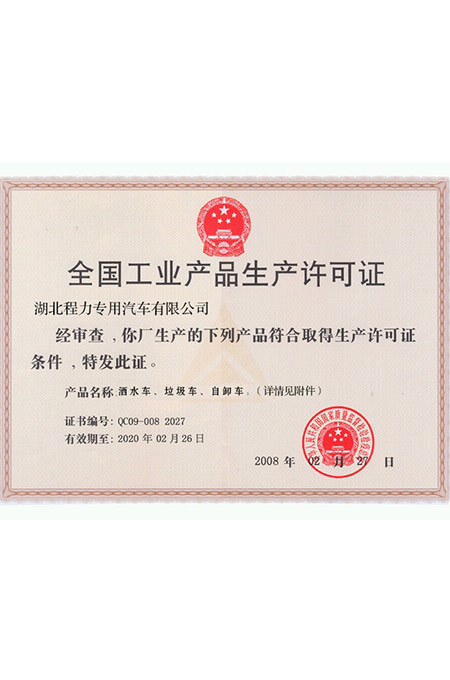 全国工业产品生产许可证
湖北程力专用汽车有限公司
经审查，你厂生产的下列产品符合取得生产许可证
条件，特发此证。
产品名称 洒水车、垃圾车、自卸车。（详情见附件）
证书编号：QC09-008 2027
有效期至：2020 年 02 月 26 日
2008 年 02 月 27 日